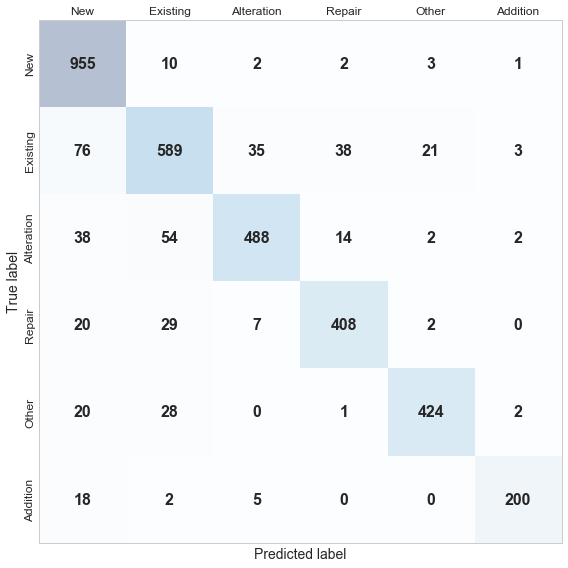 New Existing Alteration Repair Other Addition
New 955 10 2 2 3 1
Existing 76 589 35 38 21 3
Alteration 38 54 488 14 2 2
Repair 20 29 7 408 2 0
Other 20 28 0 1 424 2
Addition 18 2 5 0 0 200
True label
Predicted label